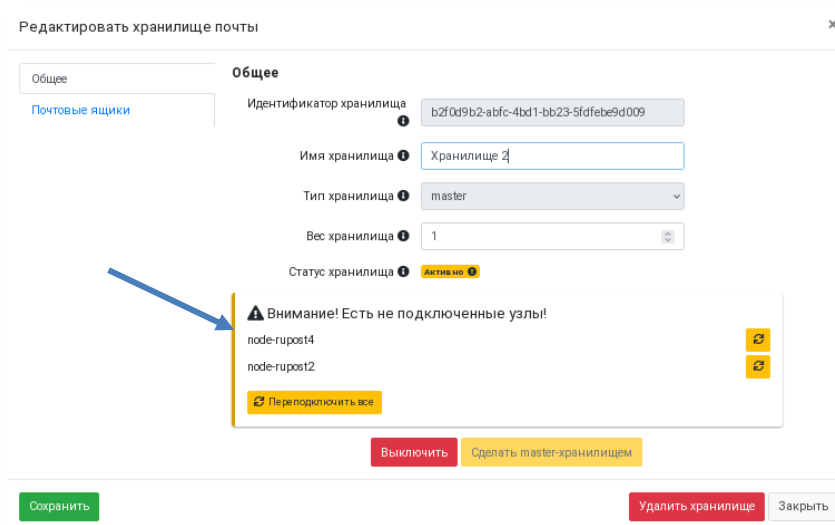 Редактировать хранилище почты ×
Общее
Почтовые ящики
Общее
Идентификатор хранилища b2f0d9b2-abfc-4bd1-bb23-5fdfebe9d009
Имя хранилища Хранилище 2
Тип хранилища master
Вес хранилища 1
Статус хранилища Активно
Внимание! Есть не подключенные узлы!
node-rupost4
node-rupost2
Переподключить все
Выключить Сделать master-хранилищем
Сохранить Удалить хранилище Закрыть